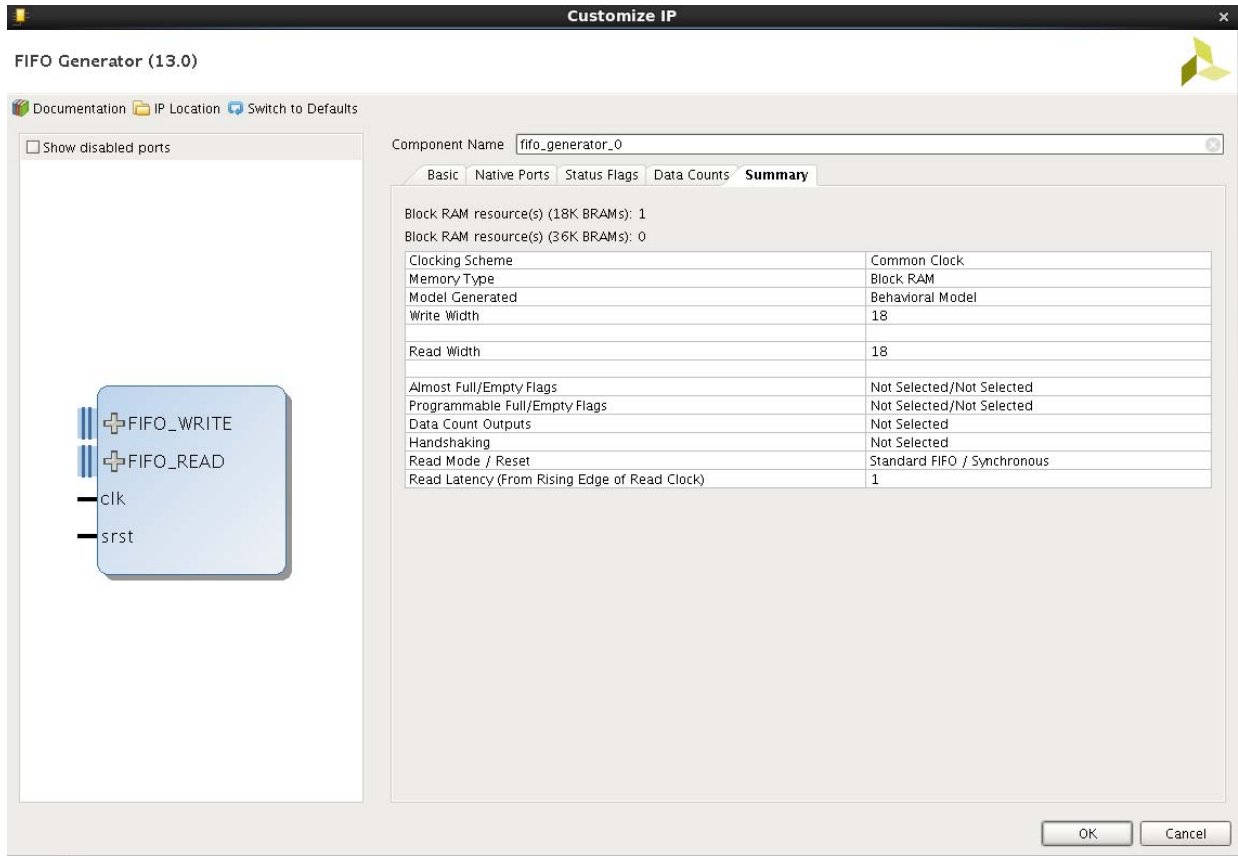 Customize IP
FIFO Generator (13.0)
Documentation IP Location Switch to Defaults
Show disabled ports
FIFO_WRITE
FIFO_READ
clk
srst
Component Name fifo_generator_0
Basic Native Ports Status Flags Data Counts Summary
Block RAM resource(s) (18K BRAMs): 1
Block RAM resource(s) (36K BRAMs): 0
Clocking Scheme Common Clock
Memory Type Block RAM
Model Generated Behavioral Model
Write Width 18
Read Width 18
Almost Full/Empty Flags Not Selected/Not Selected
Programmable Full/Empty Flags Not Selected/Not Selected
Data Count Outputs Not Selected
Handshaking Not Selected
Read Mode / Reset Standard FIFO / Synchronous
Read Latency (From Rising Edge of Read Clock) 1
OK Cancel